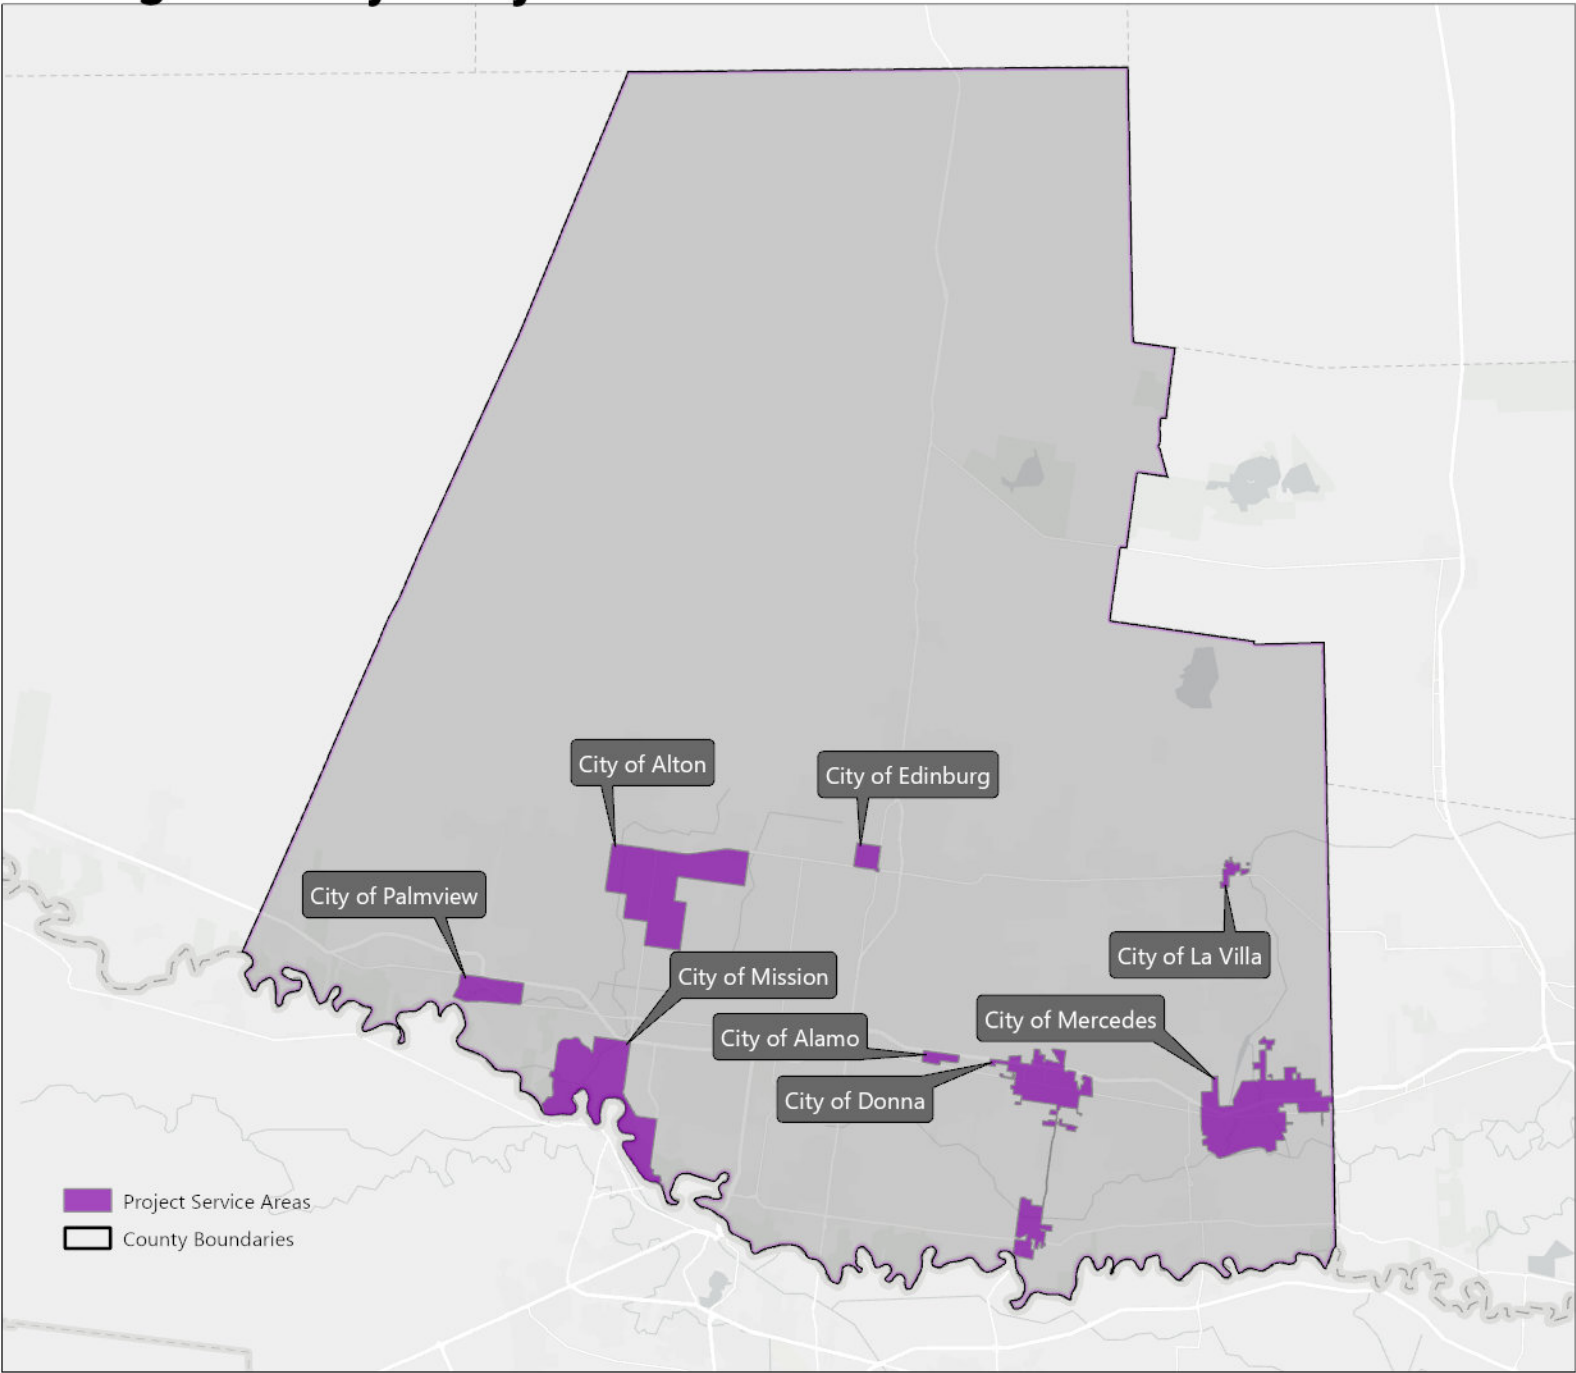 City of Alton
City of Edinburg
City of Palmview
City of La Villa
City of Mission
City of Mercedes
City of Alamo
City of Donna
Project Service Areas
County Boundaries